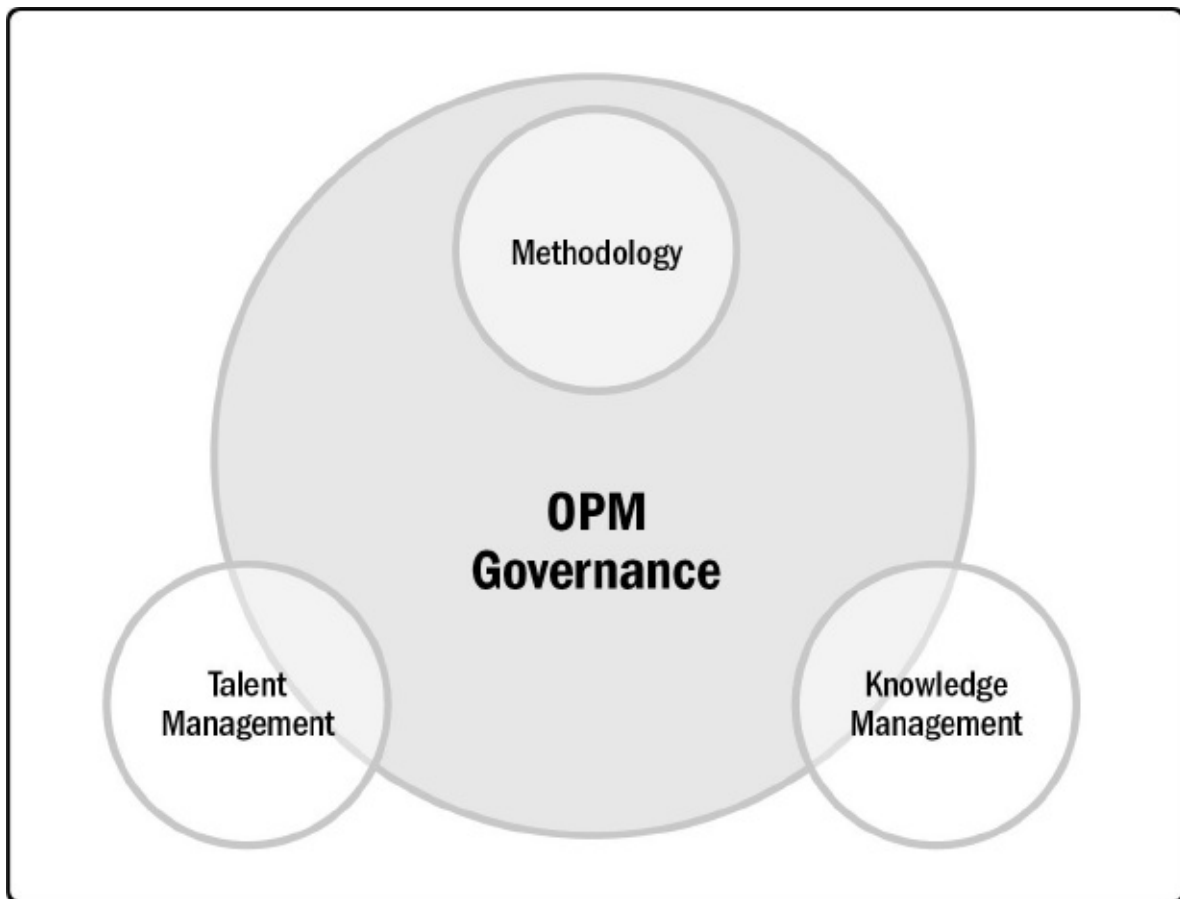 Methodology
OPM
Governance
Talent
Management
Knowledge
Management